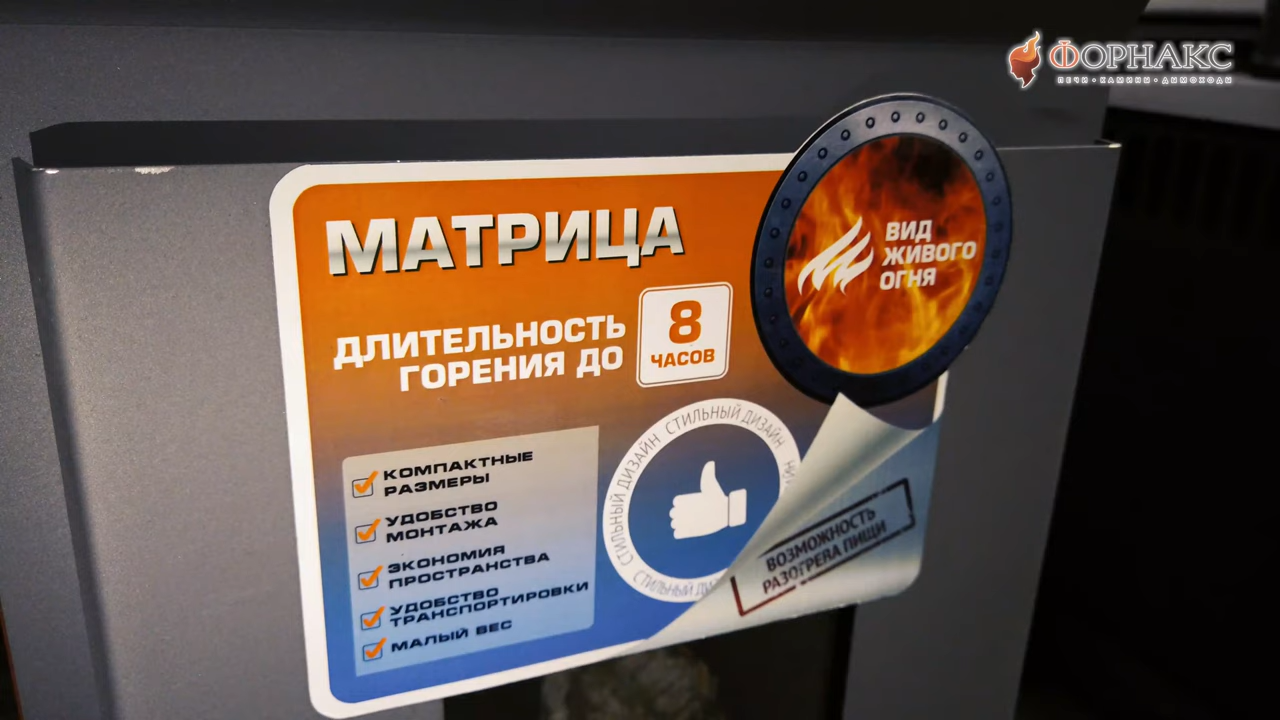 ФОРНАКС
ПЕЧИ • КАМИНЫ • ДЫМОХОДЫ
МАТРИЦА
ВИД
ЖИВОГО
ОГНЯ
ДЛИТЕЛЬНОСТЬ
ГОРЕНИЯ ДО
8
ЧАСОВ
КОМПАКТНЫЕ
РАЗМЕРЫ
УДОБСТВО
МОНТАЖА
ЭКОНОМИЯ
ПРОСТРАНСТВА
УДОБСТВО
ТРАНСПОРТИРОВКИ
МАЛЫЙ ВЕС
СТИЛЬНЫЙ ДИЗАЙН СТИЛЬНЫЙ ДИЗАЙН
СТИЛЬНЫЙ
ВОЗМОЖНОСТЬ
РАЗОГРЕВА ПИЩИ